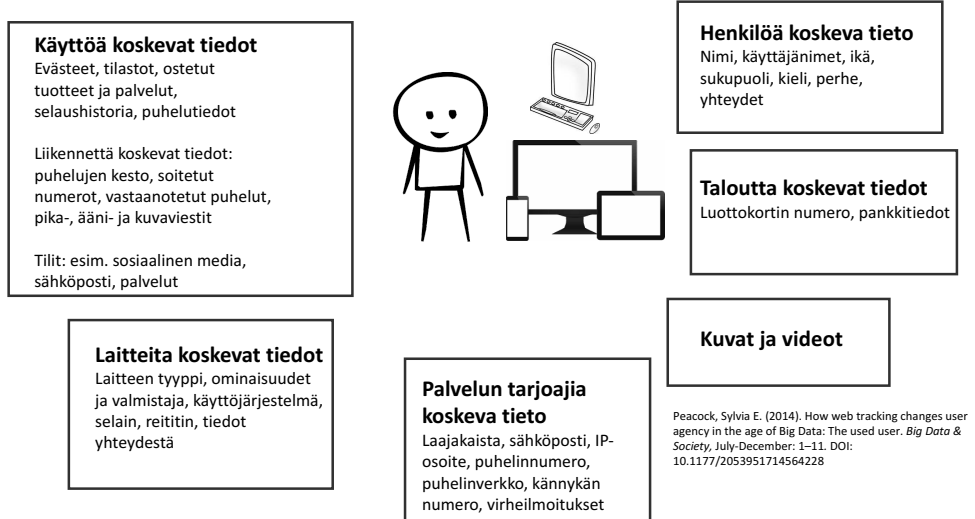 Käyttöä koskevat tiedot
Evästeet, tilastot, ostetut
tuotteet ja palvelut,
selaushistoria, puhelutiedot
Liikennettä koskevat tiedot:
puhelujen kesto, soitetut
numerot, vastaanotetut puhelut,
pika-, ääni- ja kuvaviestit
Tilit: esim. sosiaalinen media,
sähköposti, palvelut
Henkilöä koskeva tieto
Nimi, käyttäjänimet, ikä,
sukupuoli, kieli, perhe,
yhteydet
Taloutta koskevat tiedot
Luottokortin numero, pankkitiedot
Kuvat ja videot
Laitteita koskevat tiedot
Laitteen tyyppi, ominaisuudet
ja valmistaja, käyttöjärjestelmä,
selain, reititin, tiedot
yhteydestä
Palvelun tarjoajia
koskeva tieto
Laajakaista, sähköposti, IP-
osoite, puhelinnumero,
puhelinverkko, kännykän
numero, virheilmoitukset
Peacock, Sylvia E. (2014). How web tracking changes user
agency in the age of Big Data: The used user. Big Data &
Society, July-December: 1–11. DOI:
10.1177/2053951714564228